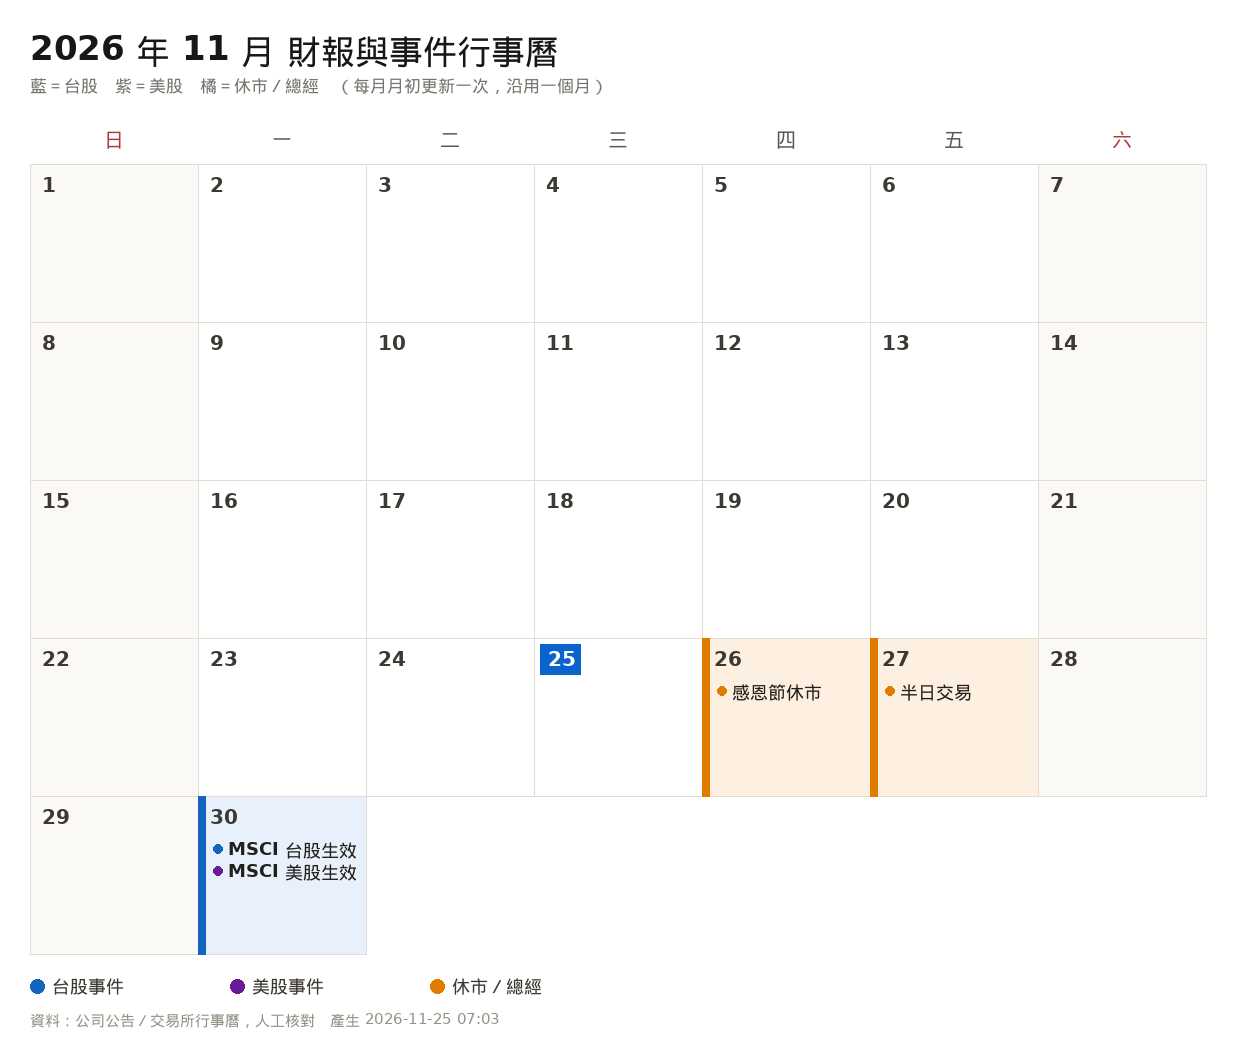 2026 年 11 月 財報與事件行事曆
藍=台股 紫=美股 橘=休市/總經 (每月月初更新一次,沿用一個月)
日 一 二 三 四 五 六
1 2 3 4 5 6 7
8 9 10 11 12 13 14
15 16 17 18 19 20 21
22 23 24 25 26 27 28
感恩節休市 半日交易
29 30
MSCI 台股生效
MSCI 美股生效
台股事件 美股事件 休市/總經
資料:公司公告/交易所行事曆,人工核對 產生 2026-11-25 07:03